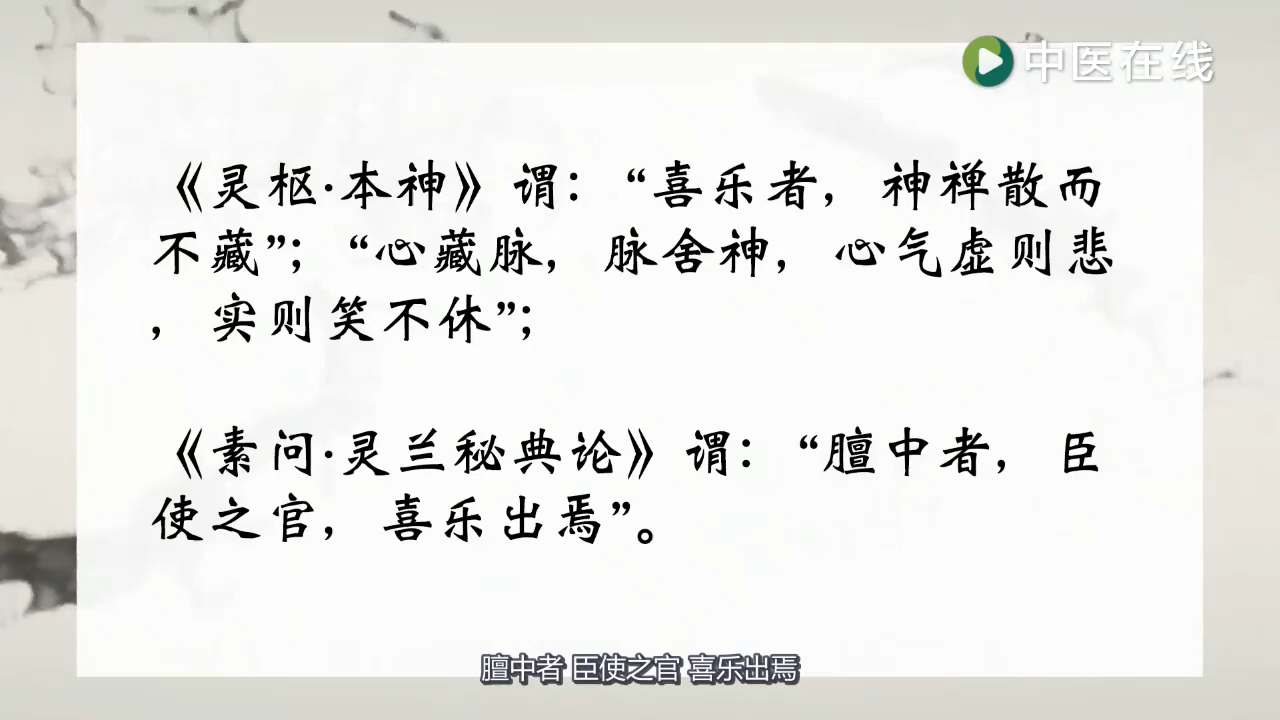 中医在线
《灵枢·本神》谓：“喜乐者，神禅散而
不藏”；“心藏脉，脉舍神，心气虚则悲
，实则笑不休”；
《素问·灵兰秘典论》谓：“膻中者，臣
使之官，喜乐出焉”。
膻中者 臣使之官 喜乐出焉